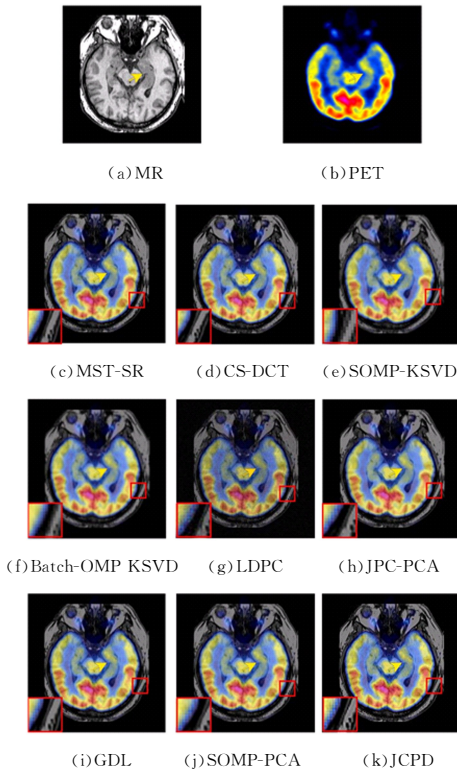 (a)MR (b)PET
(c)MST-SR (d)CS-DCT (e)SOMP-KSVD
(f)Batch-OMP KSVD (g)LDPC (h)JPC-PCA
(i)GDL (j)SOMP-PCA (k)JCPD